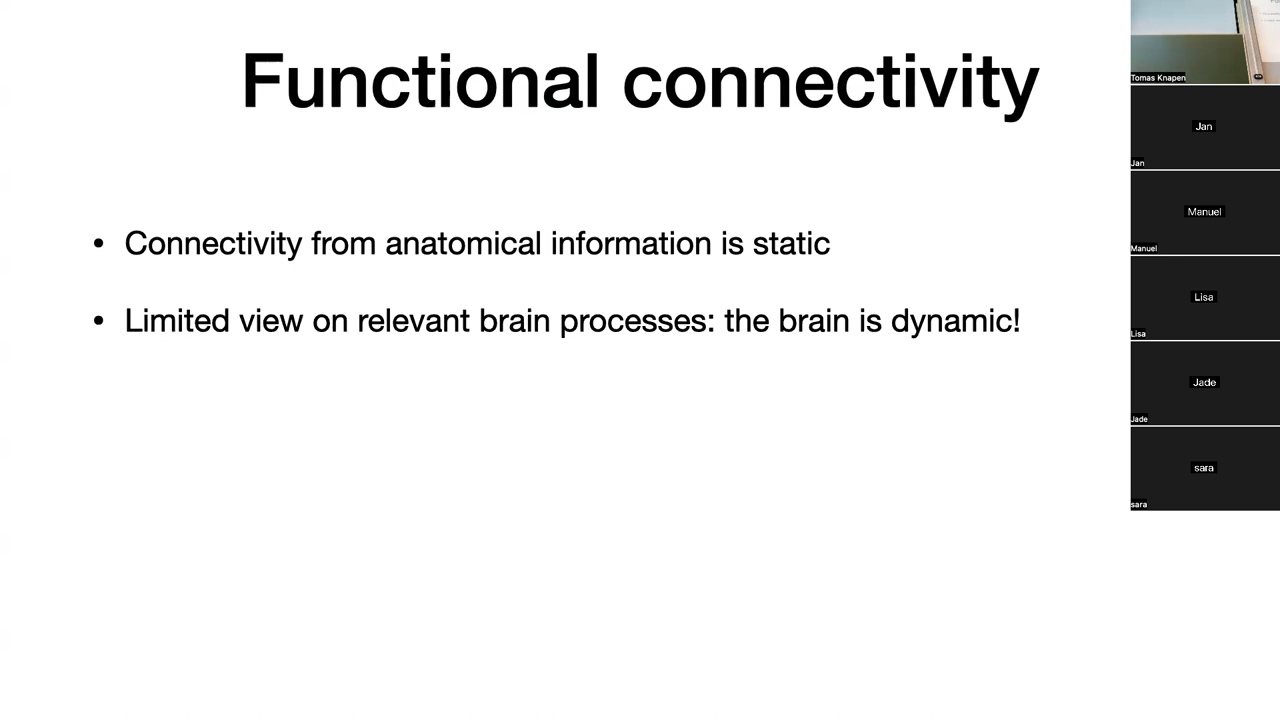 Functional connectivity
• Connectivity from anatomical information is static
• Limited view on relevant brain processes: the brain is dynamic!
Tomas Knapen
Jan
Jan
Manuel
Manuel
Lisa
Lisa
Jade
Jade
sara
sara